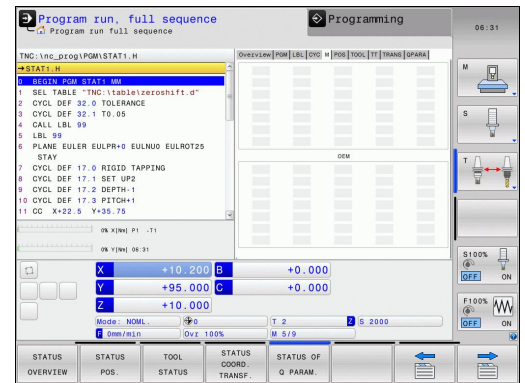 Program run, full sequence
Program run full sequence
Programming
06:31
TNC:\nc_prog\PGM\STAT1.H
→STAT1.H
0 BEGIN PGM STAT1 MM
1 SEL TABLE "TNC:\table\zeroshift.d"
2 CYCL DEF 32.0 TOLERANCE
3 CYCL DEF 32.1 T0.05
4 CALL LBL 99
5 LBL 99
6 PLANE EULER EULPR+0 EULNU0 EULROT25
STAY
7 CYCL DEF 17.0 RIGID TAPPING
8 CYCL DEF 17.1 SET UP2
9 CYCL DEF 17.2 DEPTH-1
10 CYCL DEF 17.3 PITCH+1
11 CC X+22.5 Y+35.75
Overview PGM LBL CYC M POS TOOL TT TRANS QPARA
OEM
0% X[Nm] P1 -T1
0% Y[Nm] 06:31
X +10.200 B +0.000
Y +95.000 C +0.000
Z +10.000
Mode: NOML. 0 T 2 Z S 2000
F 0mm/min Ovr 100% M 5/9
M
S
T
S100%
OFF ON
F100%
OFF ON
STATUS OVERVIEW
STATUS POS.
TOOL STATUS
STATUS COORD. TRANSF.
STATUS OF Q PARAM.